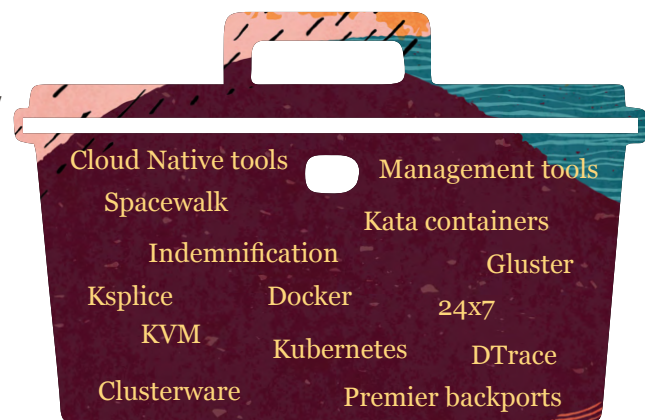 Cloud Native tools
Management tools
Spacewalk
Kata containers
Indemnification
Gluster
Ksplice
Docker
24x7
KVM
Kubernetes
DTrace
Clusterware
Premier backports